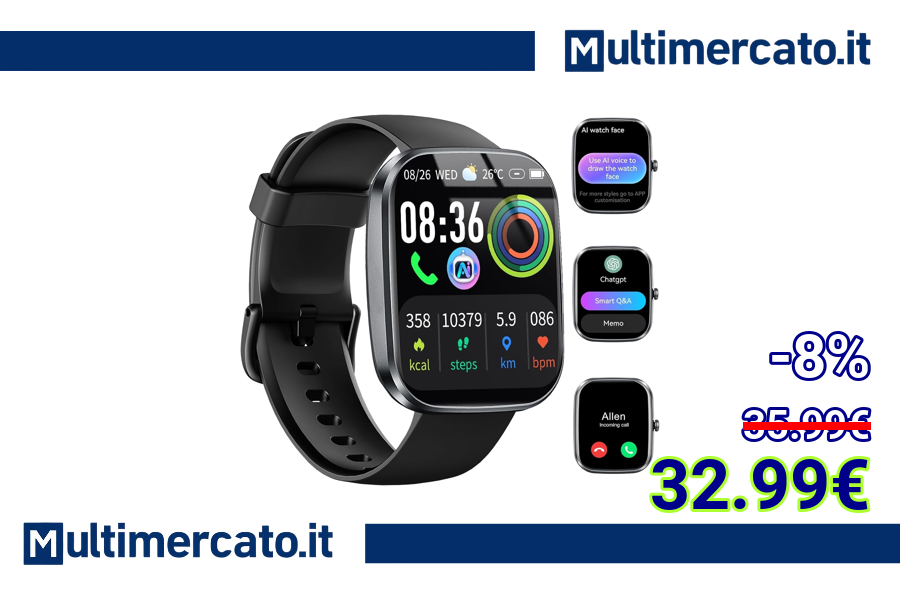 Multimercato.it
08/26 WED 26°C
08:36
Ai
358 10379 5.9 086
kcal steps km bpm
AI watch face
Use AI voice to
draw the watch
face
For more styles go to APP
customisation
Chatgpt
Smart Q&A
Memo
Allen
Incoming call
-8%
35.99€
32.99€
Multimercato.it